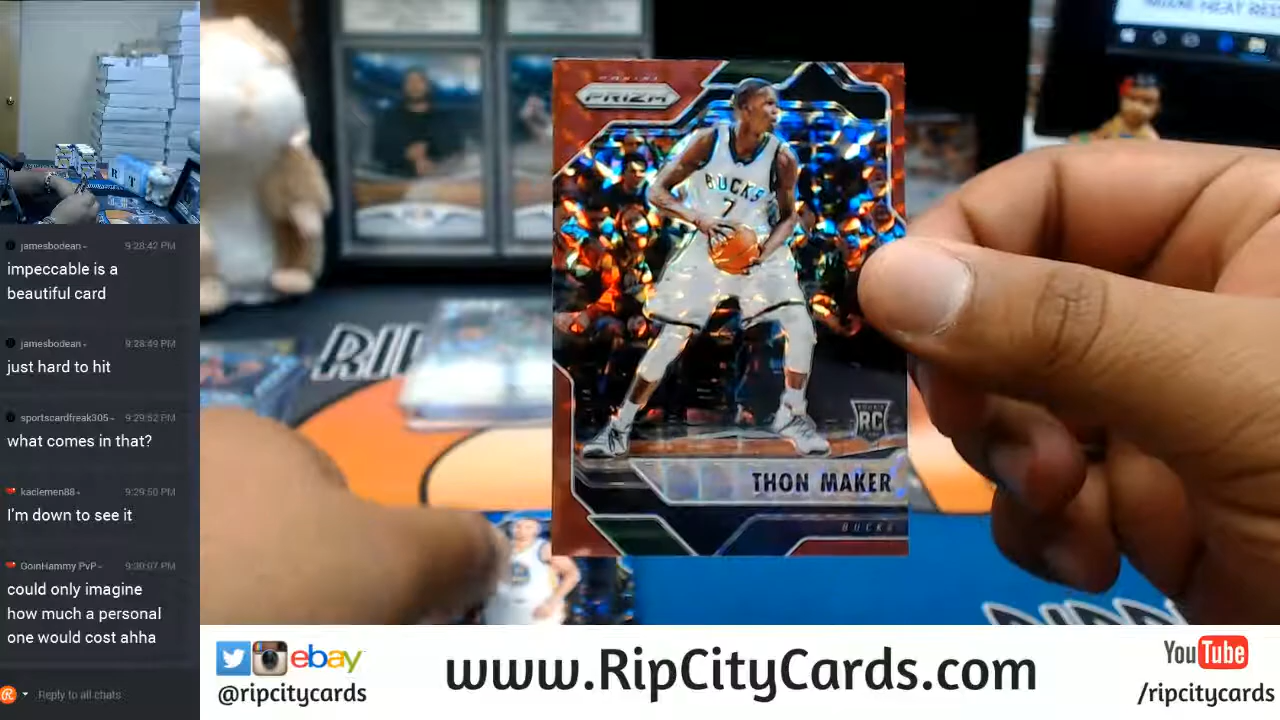 jamesbodean
9:28:42 PM
impeccable is a
beautiful card
jamesbodean
9:28:49 PM
just hard to hit
sportscardfreak305
9:29:52 PM
what comes in that?
kaclemen88
9:29:50 PM
I'm down to see it
GoinHammy PvP
9:30:07 PM
could only imagine
how much a personal
one would cost ahha
Reply to all chats
PANINI
PRIZM
BUCKS
7
RC
THON MAKER
BUCKS
ebay
@ripcitycards
www.RipCityCards.com
YouTube
/ripcitycards